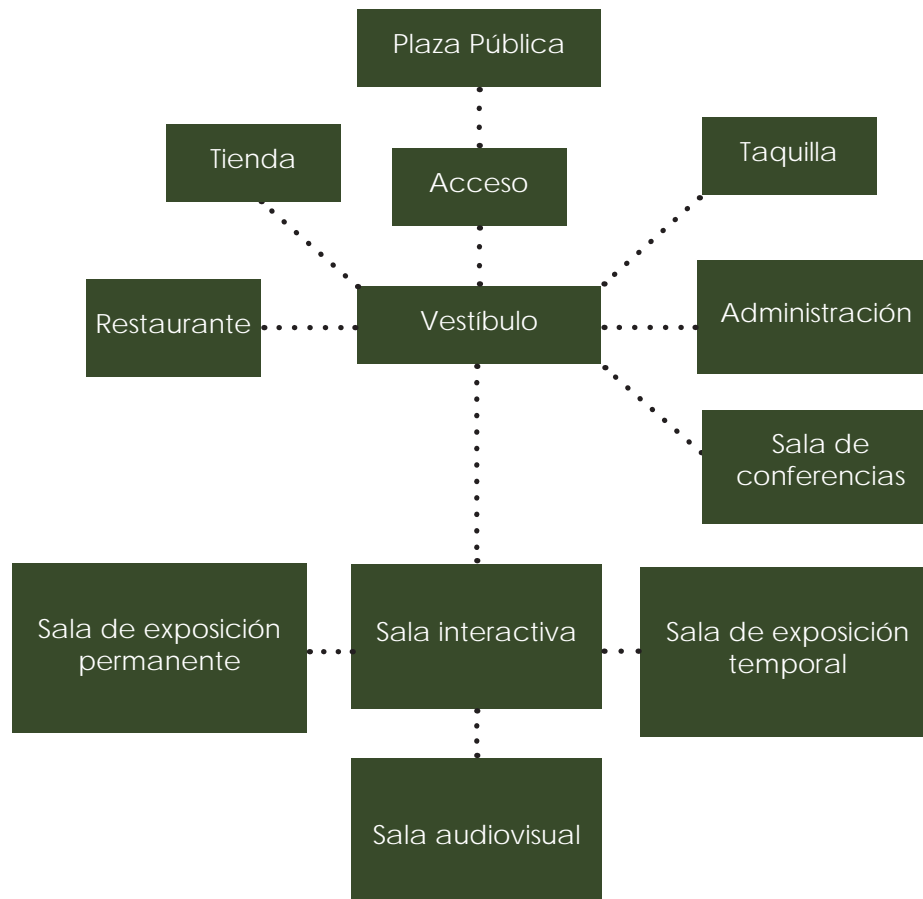 Plaza Pública
Tienda
Acceso
Taquilla
Restaurante
Vestíbulo
Administración
Sala de
conferencias
Sala de exposición
permanente
Sala interactiva
Sala de exposición
temporal
Sala audiovisual